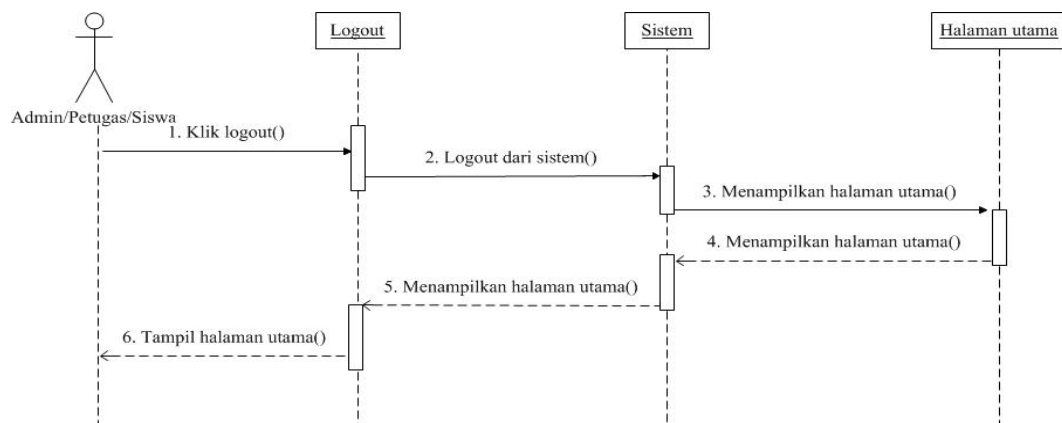 Logout
Sistem
Halaman utama
Admin/Petugas/Siswa
1. Klik logout()
2. Logout dari sistem()
3. Menampilkan halaman utama()
4. Menampilkan halaman utama()
5. Menampilkan halaman utama()
6. Tampil halaman utama()